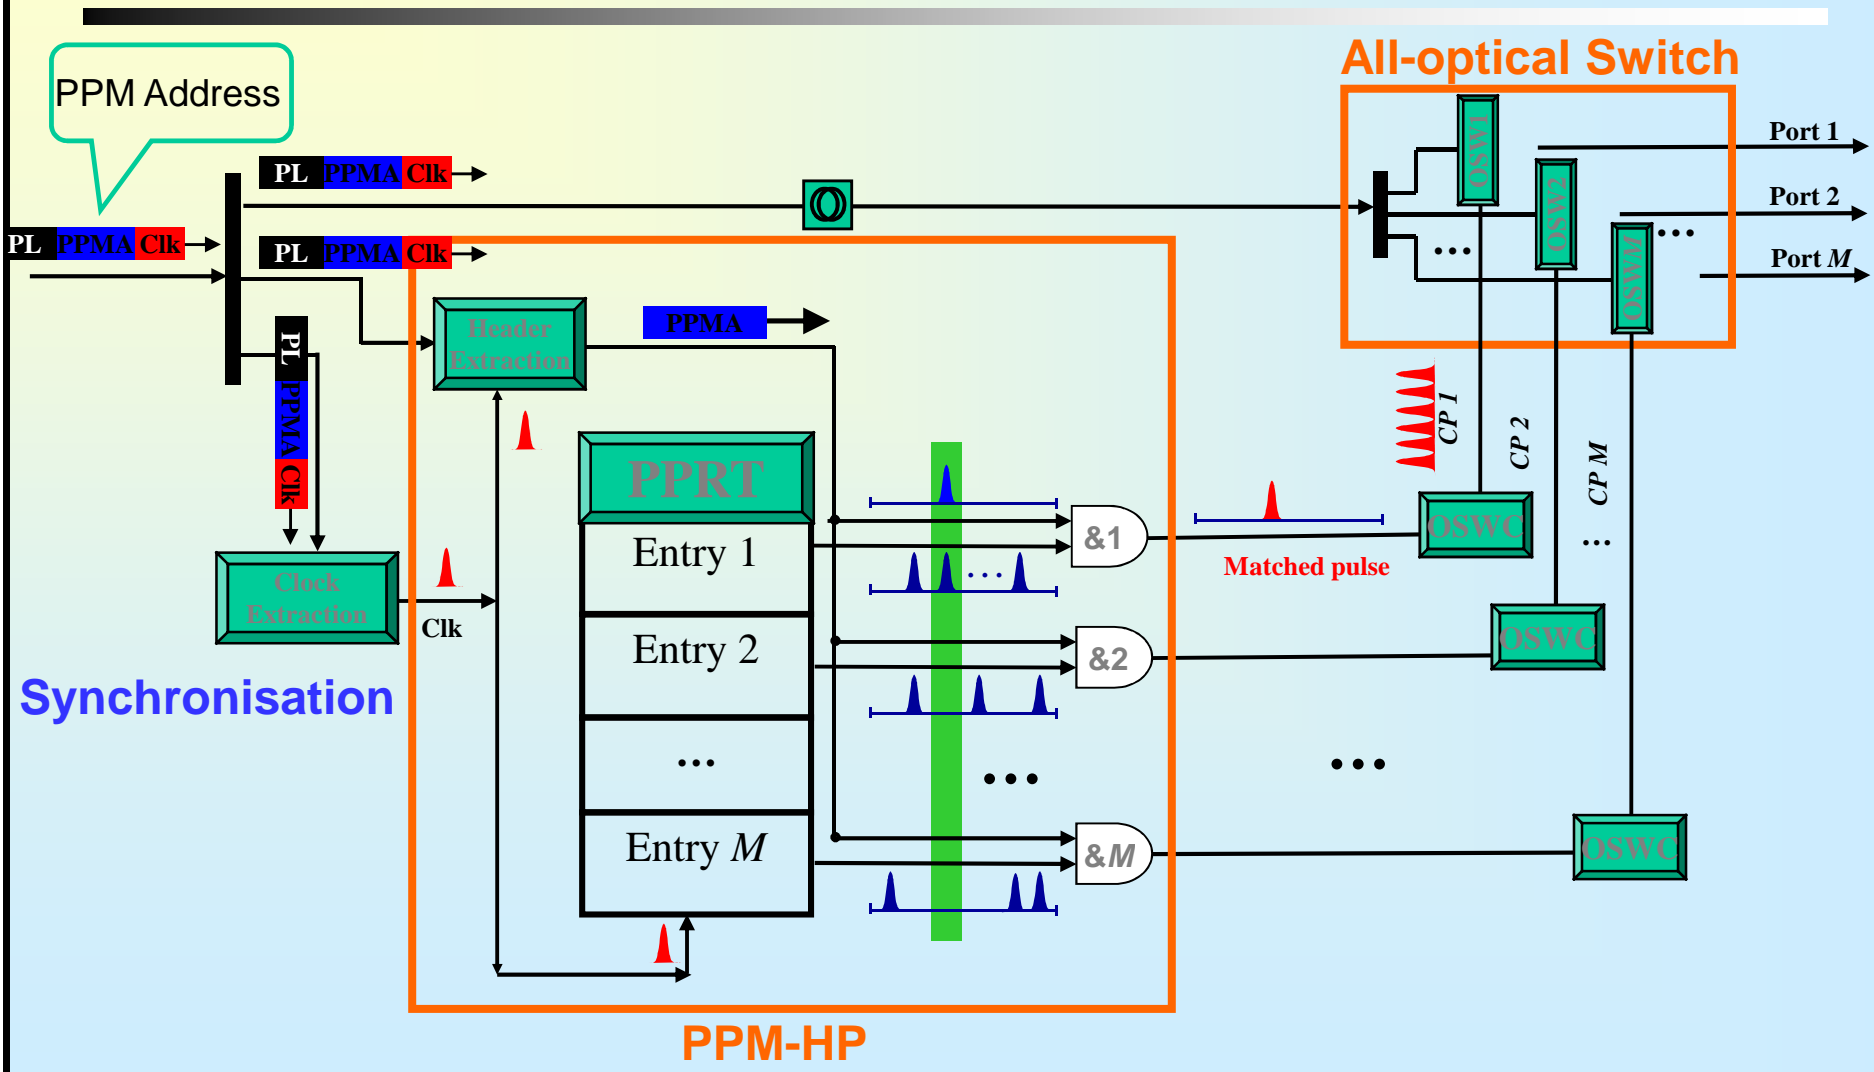 All-optical Switch
PPM Address
OSW1
Port 1
PL PPMA Clk
OSW2
Port 2
PL PPMA Clk
PL PPMA Clk
...
...
OSWM
Port M
Header
Extraction
PPMA
PL PPMA Clk
CP 1
CP 2
CP M
...
PPRT
&1
OSWC
Entry 1
...
Matched pulse
Clock
Extraction
Clk
Entry 2
&2
OSWC
Synchronisation
...
...
...
Entry M
&M
OSWC
PPM-HP